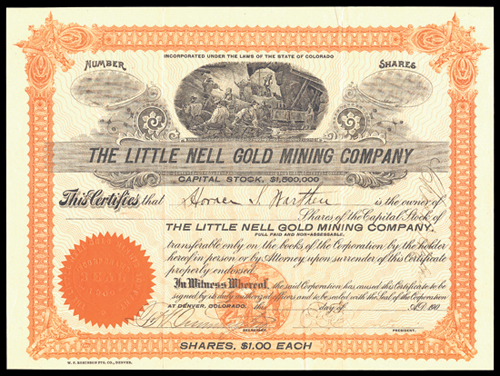 INCORPORATED UNDER THE LAWS OF THE STATE OF COLORADO
NUMBER SHARES
THE LITTLE NELL GOLD MINING COMPANY
CAPITAL STOCK, $1,500,000
This Certifies that is the owner of
Shares of the Capital Stock of
THE LITTLE NELL GOLD MINING COMPANY,
FULL PAID AND NON-ASSESSABLE,
transferable only on the books of the Corporation by the holder
hereof in person or by Attorney upon surrender of this Certificate
properly endorsed.
In Witness Whereof, the said Corporation has caused this Certificate to be
signed by its duly authorized officers and to be sealed with the Seal of the Corporation
AT DENVER, COLORADO, this day of A.D. 190
SECRETARY. PRESIDENT.
SHARES, $1.00 EACH
W. F. ROBINSON PTG. CO., DENVER.